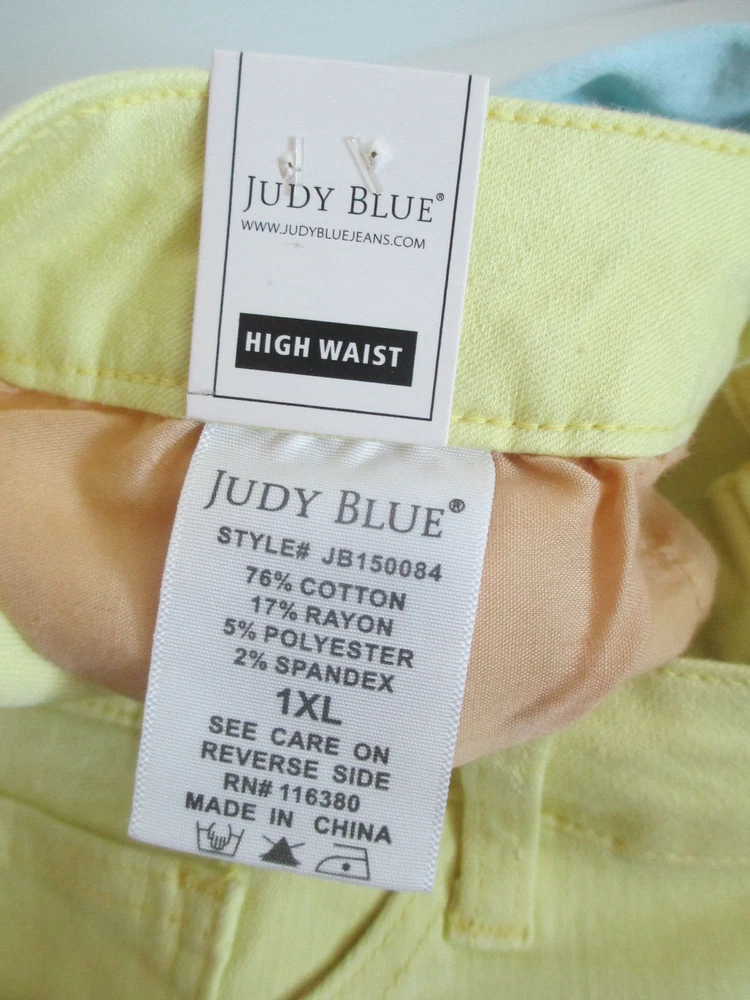 JUDY BLUE®
WWW.JUDYBLUEJEANS.COM
HIGH WAIST
JUDY BLUE®
STYLE# JB150084
76% COTTON
17% RAYON
5% POLYESTER
2% SPANDEX
1XL
SEE CARE ON
REVERSE SIDE
RN# 116380
MADE IN CHINA